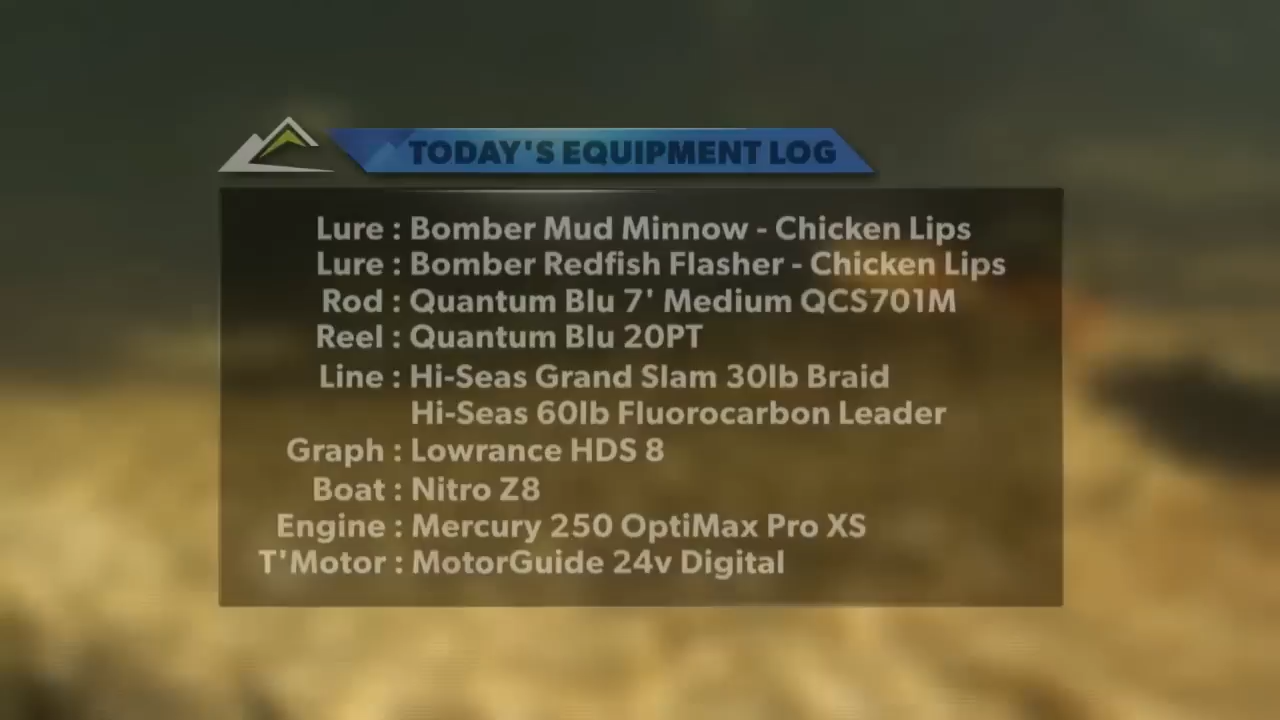 TODAY'S EQUIPMENT LOG
Lure : Bomber Mud Minnow - Chicken Lips
Lure : Bomber Redfish Flasher - Chicken Lips
Rod : Quantum Blu 7' Medium QCS701M
Reel : Quantum Blu 20PT
Line : Hi-Seas Grand Slam 30lb Braid
Hi-Seas 60lb Fluorocarbon Leader
Graph : Lowrance HDS 8
Boat : Nitro Z8
Engine : Mercury 250 OptiMax Pro XS
T'Motor : MotorGuide 24v Digital